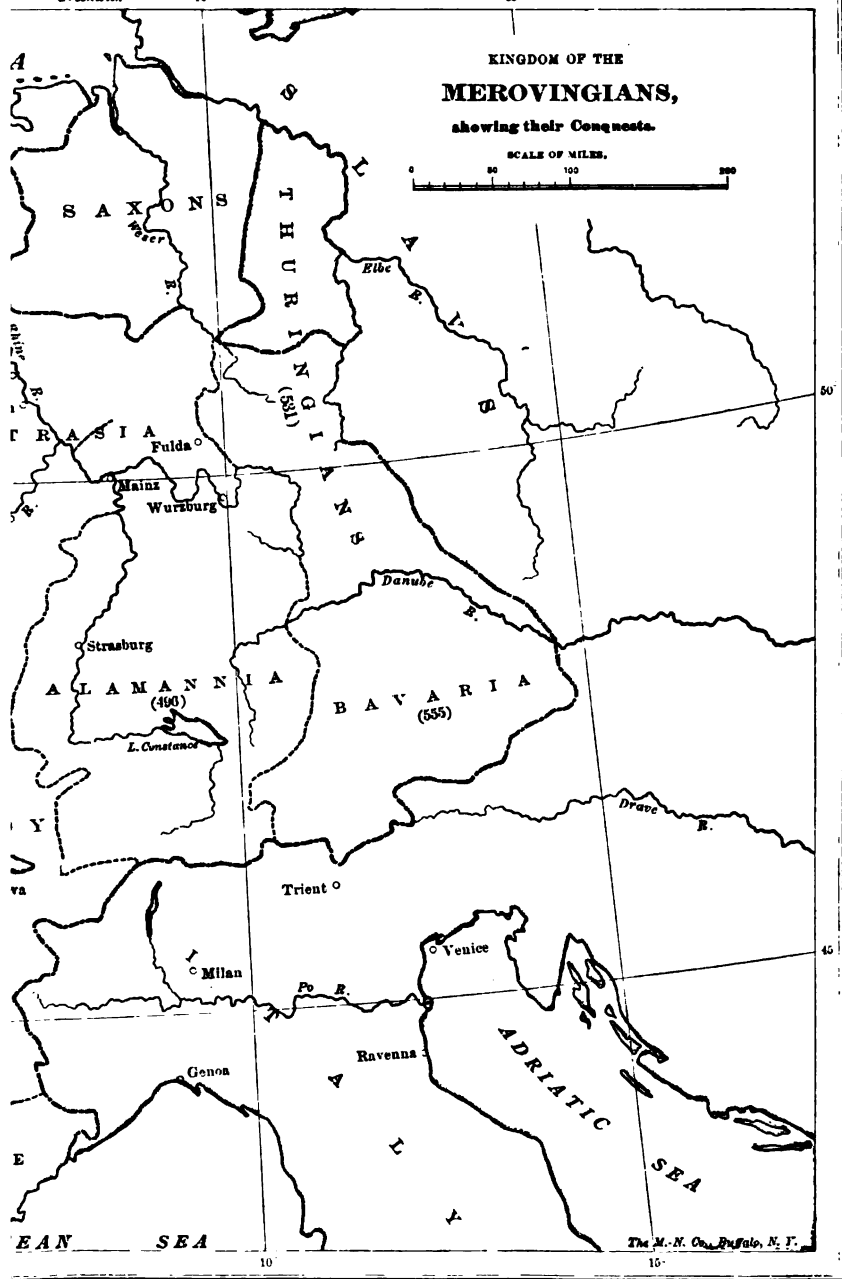 KINGDOM OF THE
MEROVINGIANS,
showing their Conquests.
SCALE OF MILES.
0 50 100 200
A
SLAVS
SAXONS
Weser
R.
THURINGIANS
(531)
Elbe
R.
R.
TRASIA
Fulda
50
Mainz
R.
Wurzburg
Danube
R.
Strasburg
ALAMANNIA
(496)
BAVARIA
(555)
L. Constance
Drave
R.
Y
va
Trient
Venice
45
ITALY
Milan
Po R.
Ravenna
ADRIATIC
SEA
Genoa
E
EAN SEA
The M.-N. Co., Buffalo, N. Y.
10
15